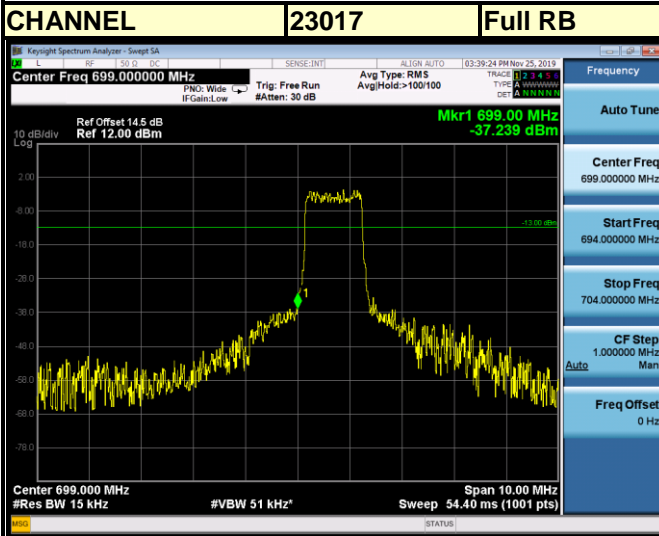 CHANNEL 23017 Full RB
Keysight Spectrum Analyzer - Swept SA
L RF 50 Ω DC SENSE:INT ALIGN AUTO 03:39:24 PM Nov 25, 2019
Center Freq 699.000000 MHz
PNO: Wide
IFGain:Low
Trig: Free Run
#Atten: 30 dB
Avg Type: RMS
Avg|Hold:>100/100
TRACE 1 2 3 4 5 6
TYPE A WWWWW
DET A N N N N N
Frequency
Auto Tune
Center Freq
699.000000 MHz
Start Freq
694.000000 MHz
Stop Freq
704.000000 MHz
CF Step
1.000000 MHz
Auto Man
Freq Offset
0 Hz
Mkr1 699.00 MHz
-37.239 dBm
Ref Offset 14.5 dB
10 dB/div Ref 12.00 dBm
Log
2.00
-8.00
-13.00 dBm
-18.0
-28.0
1
-38.0
-48.0
-58.0
-68.0
-78.0
Center 699.000 MHz Span 10.00 MHz
#Res BW 15 kHz #VBW 51 kHz* Sweep 54.40 ms (1001 pts)
MSG STATUS